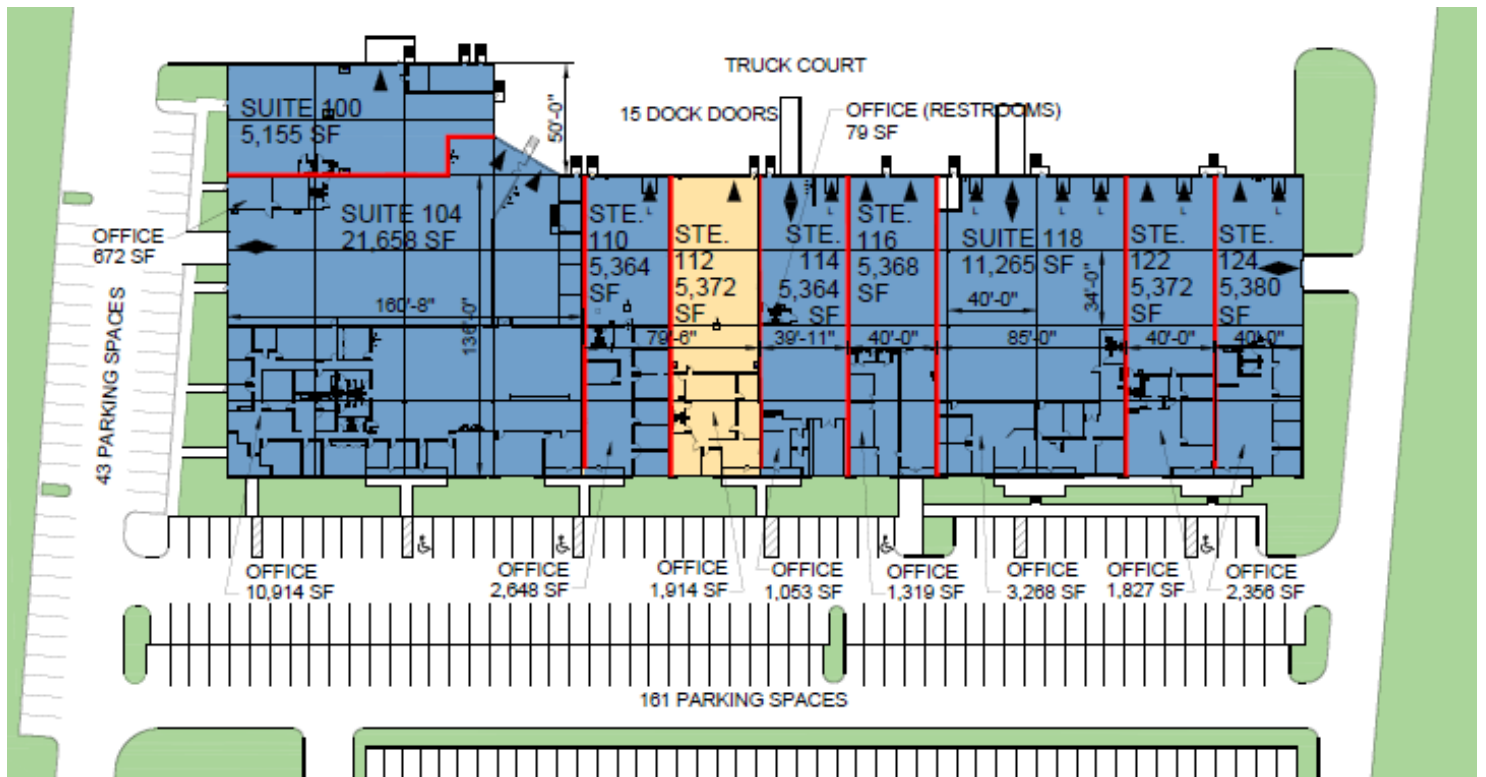 TRUCK COURT
SUITE 100
5,155 SF
50'-0"
15 DOCK DOORS
OFFICE (RESTROOMS)
79 SF
OFFICE
672 SF
SUITE 104
21,658 SF
160'-8"
136'-0"
STE.
110
5,364
SF
STE.
112
5,372
SF
79'-6"
STE.
114
5,364
SF
39'-11"
STE.
116
5,368
SF
40'-0"
SUITE 118
11,265 SF
40'-0"
34'-0"
85'-0"
STE.
122
5,372
SF
40'-0"
STE.
124
5,380
SF
40'-0"
L
L
L
L
L
L
L
L
43 PARKING SPACES
OFFICE
10,914 SF
OFFICE
2,648 SF
OFFICE
1,914 SF
OFFICE
1,053 SF
OFFICE
1,319 SF
OFFICE
3,268 SF
OFFICE
1,827 SF
OFFICE
2,356 SF
161 PARKING SPACES